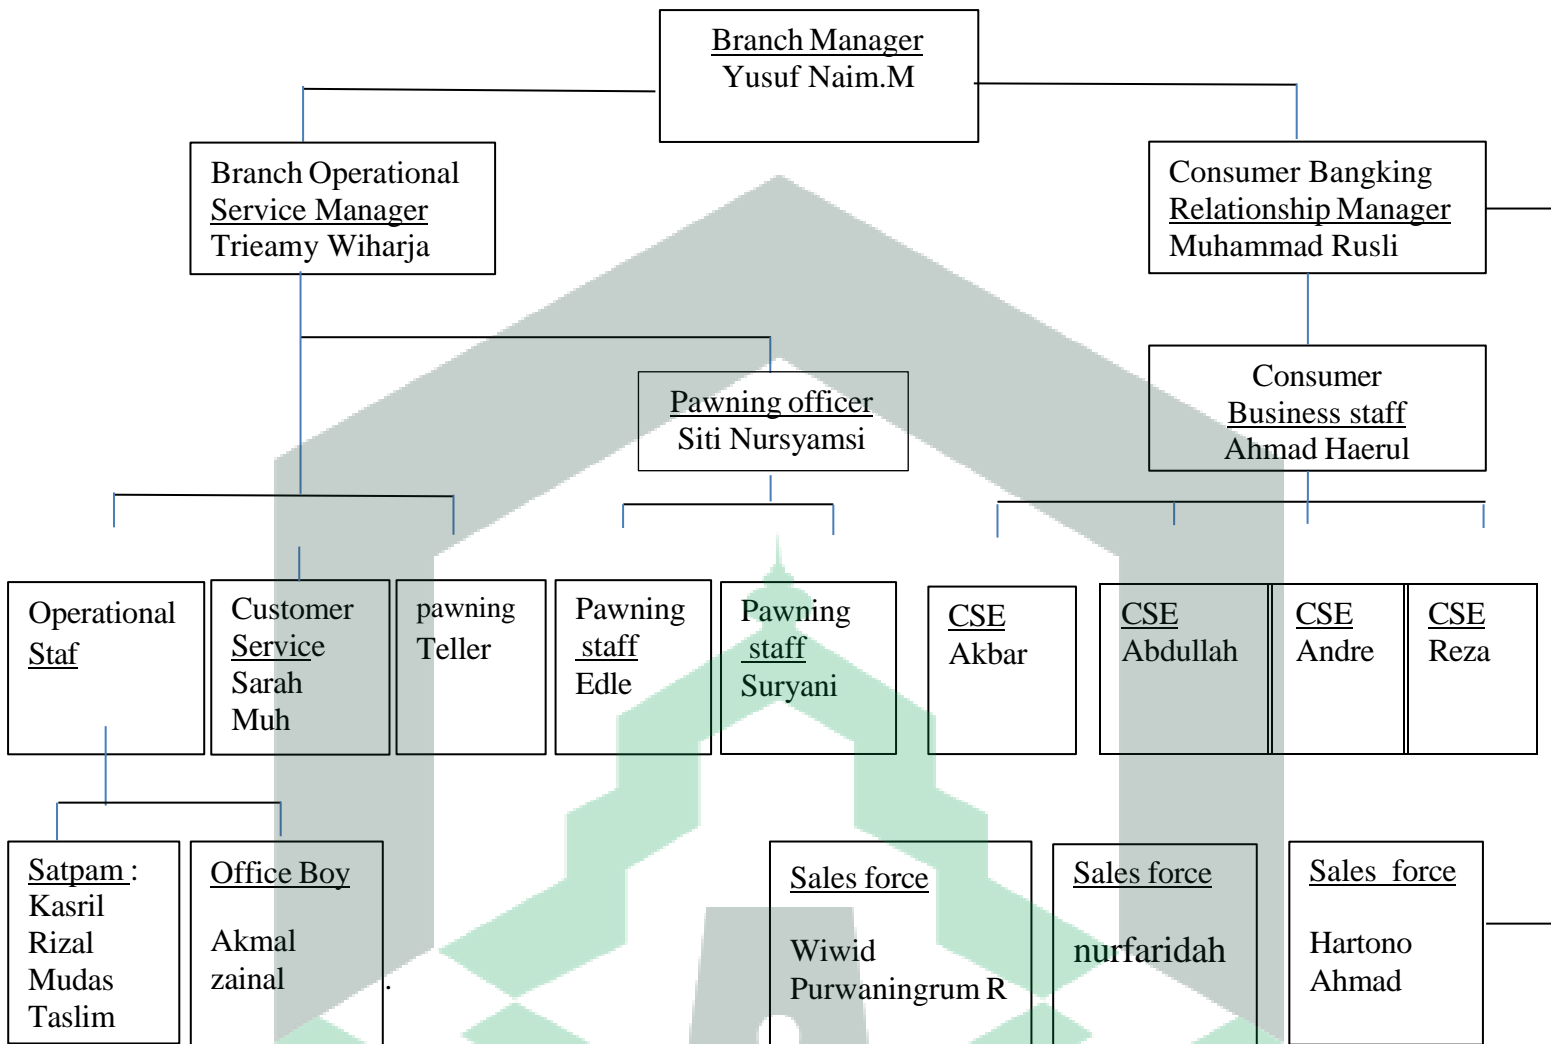 Branch Manager
Yusuf Naim.M
Branch Operational
Service Manager
Trieamy Wiharja
Consumer Bangking
Relationship Manager
Muhammad Rusli
Pawning officer
Siti Nursyamsi
Consumer
Business staff
Ahmad Haerul
Operational
Staf
Customer
Service
Sarah
Muh
pawning
Teller
Pawning
staff
Edle
Pawning
staff
Suryani
CSE
Akbar
CSE
Abdullah
CSE
Andre
CSE
Reza
Satpam :
Kasril
Rizal
Mudas
Taslim
Office Boy
Akmal
zainal
.
Sales force
Wiwid
Purwaningrum R
Sales force
nurfaridah
Sales force
Hartono
Ahmad